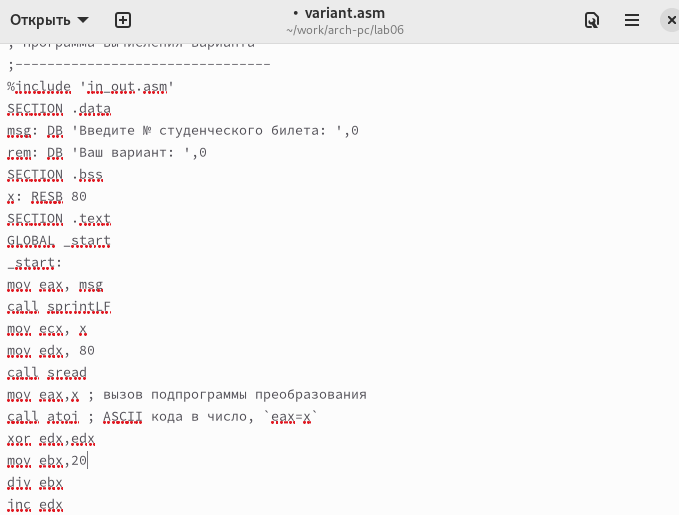 Открыть
• variant.asm
~/work/arch-pc/lab06
; Программа вычисления варианта
;--------------------------------
%include 'in_out.asm'
SECTION .data
msg: DB 'Введите № студенческого билета: ',0
rem: DB 'Ваш вариант: ',0
SECTION .bss
x: RESB 80
SECTION .text
GLOBAL _start
_start:
mov eax, msg
call sprintLF
mov ecx, x
mov edx, 80
call sread
mov eax,x ; вызов подпрограммы преобразования
call atoi ; ASCII кода в число, `eax=x`
xor edx,edx
mov ebx,20
div ebx
inc edx